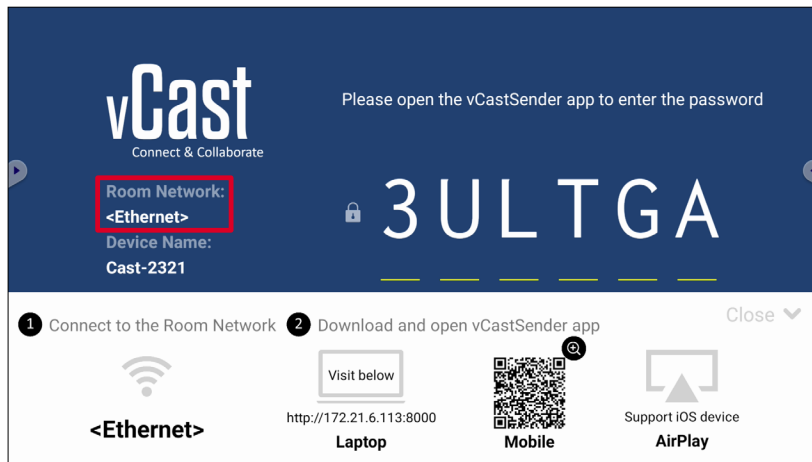 vCast
Connect & Collaborate
Please open the vCastSender app to enter the password
Room Network:
<Ethernet>
Device Name:
Cast-2321
3ULTGA
1 Connect to the Room Network
2 Download and open vCastSender app
Close
<Ethernet>
Visit below
http://172.21.6.113:8000
Laptop
Mobile
Support iOS device
AirPlay